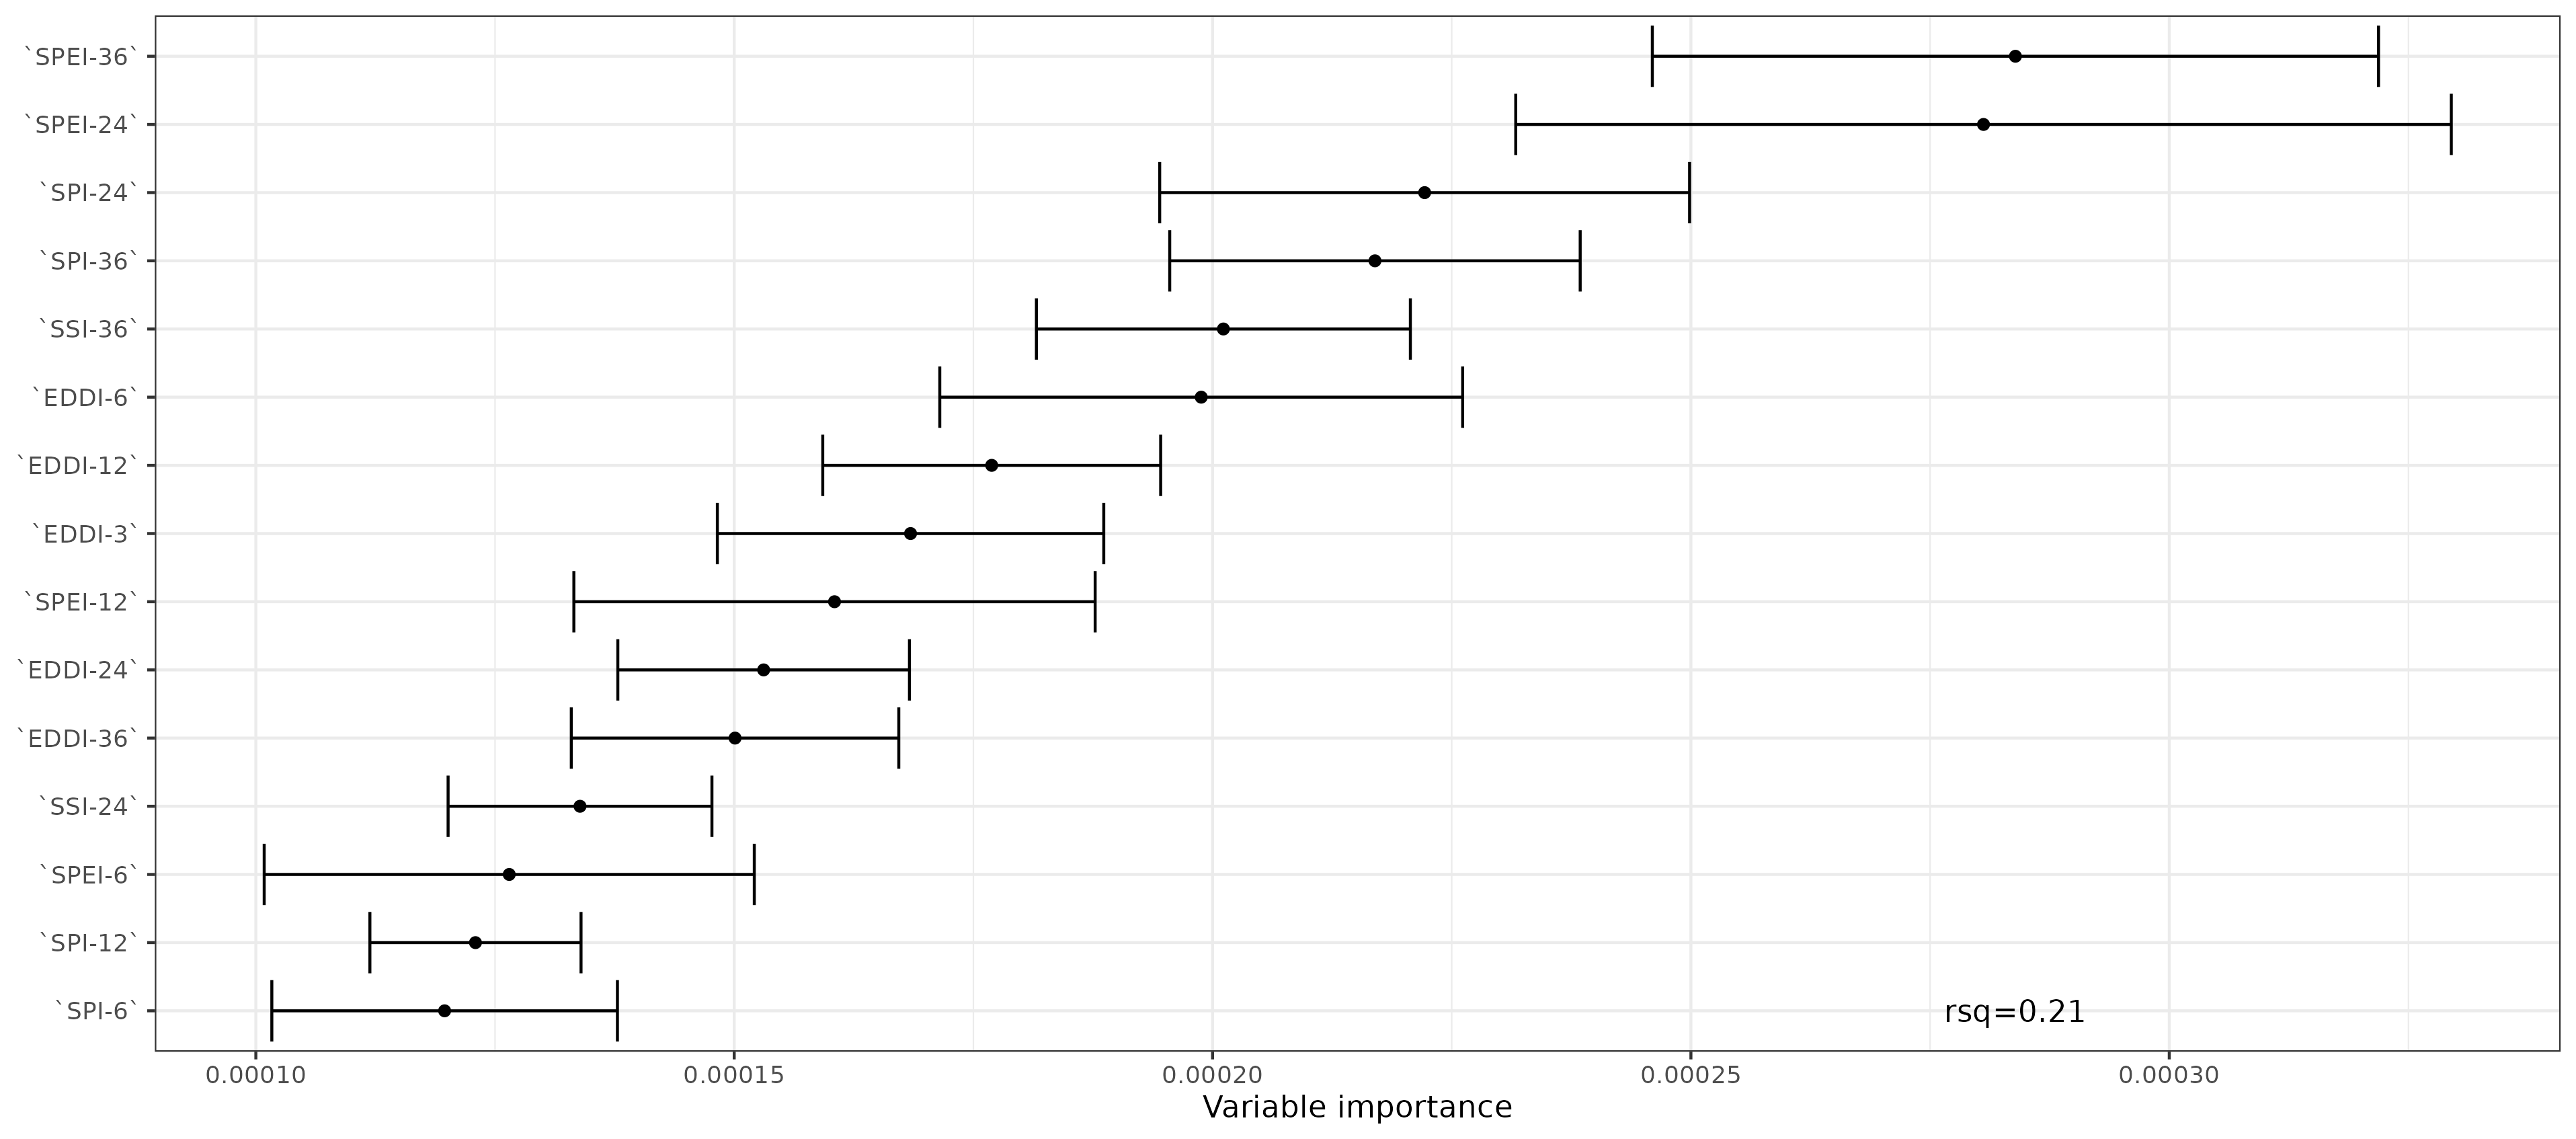 `SPEI-36`
`SPEI-24`
`SPI-24`
`SPI-36`
`SSI-36`
`EDDI-6`
`EDDI-12`
`EDDI-3`
`SPEI-12`
`EDDI-24`
`EDDI-36`
`SSI-24`
`SPEI-6`
`SPI-12`
`SPI-6`
rsq=0.21
0.00010 0.00015 0.00020 0.00025 0.00030
Variable importance